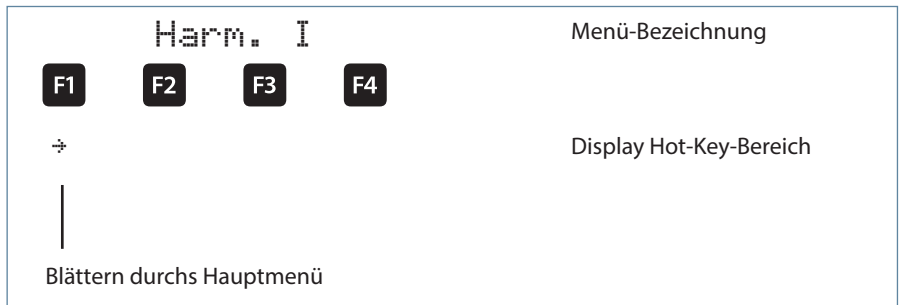 Harm. I Menü-Bezeichnung
F1 F2 F3 F4
→ Display Hot-Key-Bereich
Blättern durchs Hauptmenü